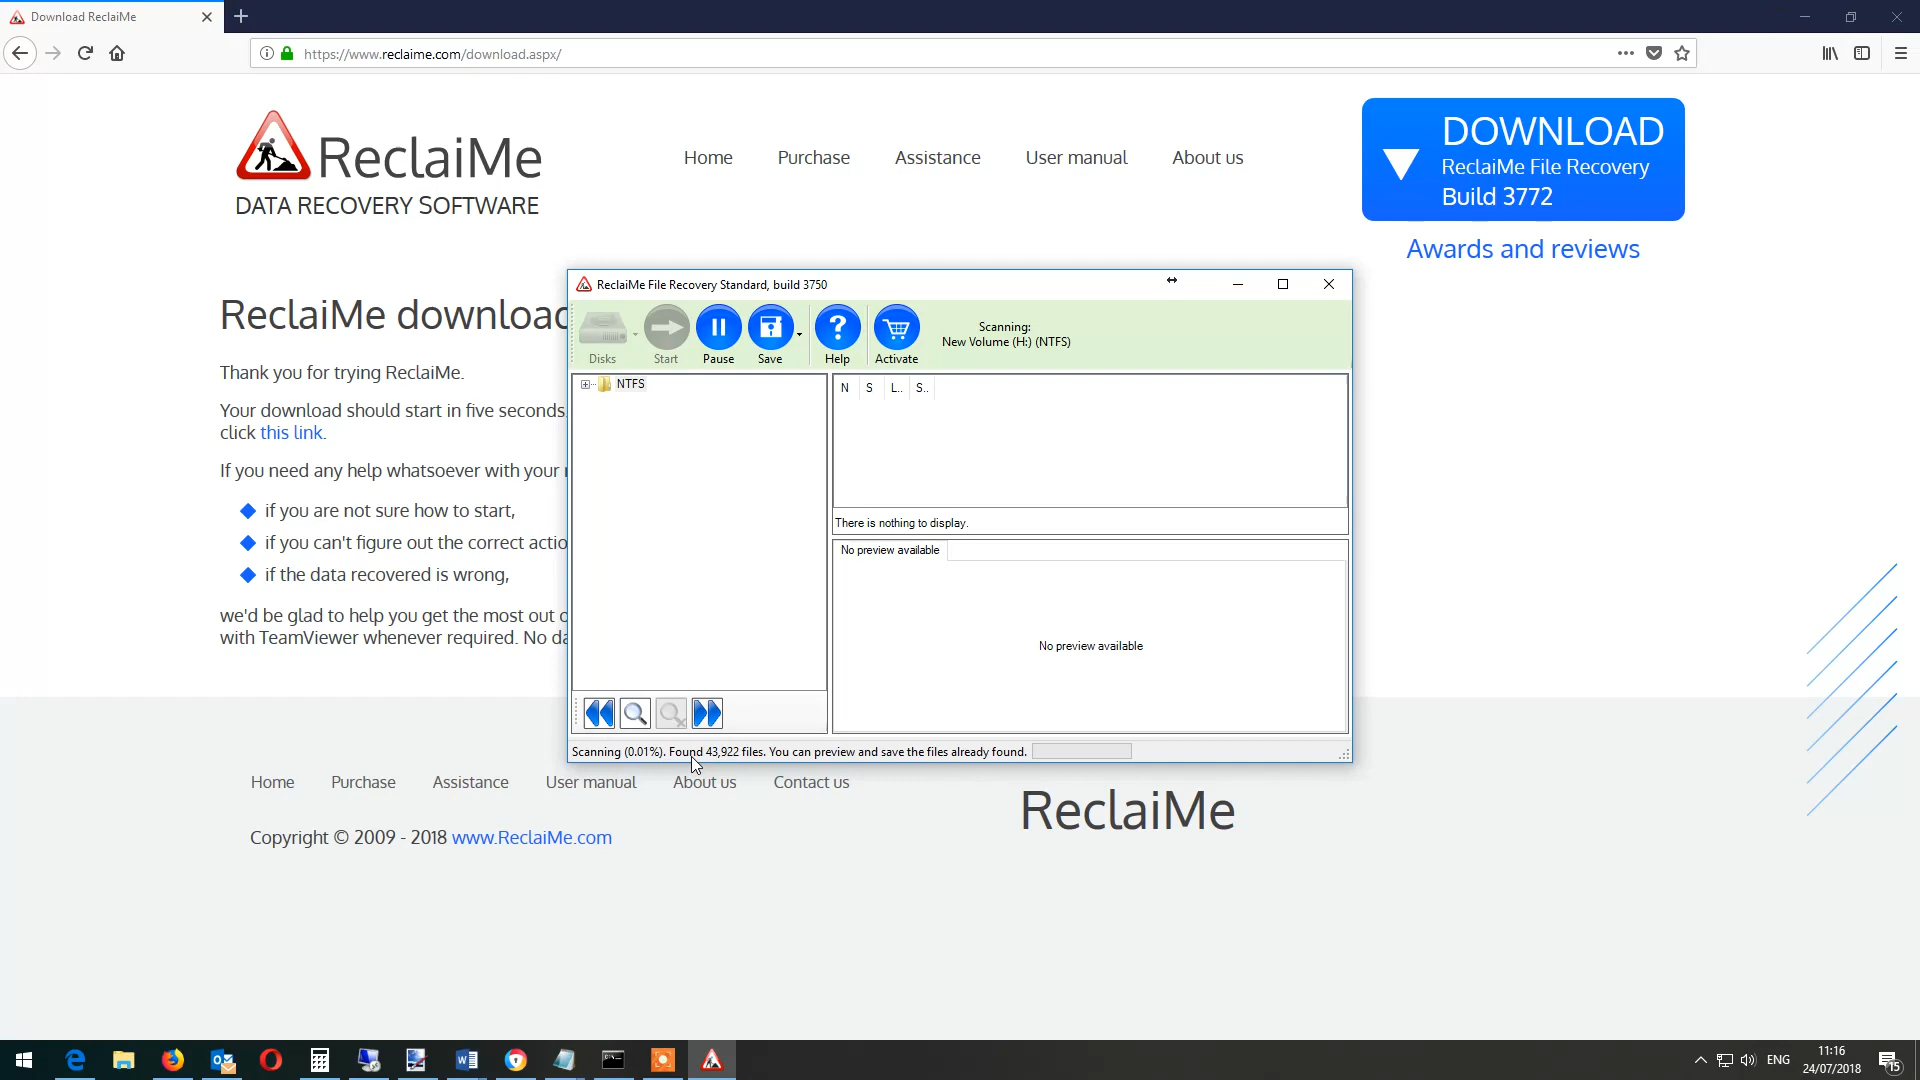 Download ReclaiMe
https://www.reclaime.com/download.aspx/
ReclaiMe
DATA RECOVERY SOFTWARE
Home
Purchase
Assistance
User manual
About us
DOWNLOAD
ReclaiMe File Recovery
Build 3772
Awards and reviews
ReclaiMe download
Thank you for trying ReclaiMe.
Your download should start in five seconds.
click this link.
If you need any help whatsoever with your
if you are not sure how to start,
if you can't figure out the correct actio
if the data recovered is wrong,
we'd be glad to help you get the most out
with TeamViewer whenever required. No da
ReclaiMe File Recovery Standard, build 3750
Disks
Start
Pause
Save
Help
Activate
Scanning:
New Volume (H:) (NTFS)
NTFS
N
S
L..
S..
There is nothing to display.
No preview available
No preview available
Scanning (0.01%). Found 43,922 files. You can preview and save the files already found.
Home
Purchase
Assistance
User manual
About us
Contact us
ReclaiMe
Copyright © 2009 - 2018 www.ReclaiMe.com
ENG
11:16
24/07/2018
15